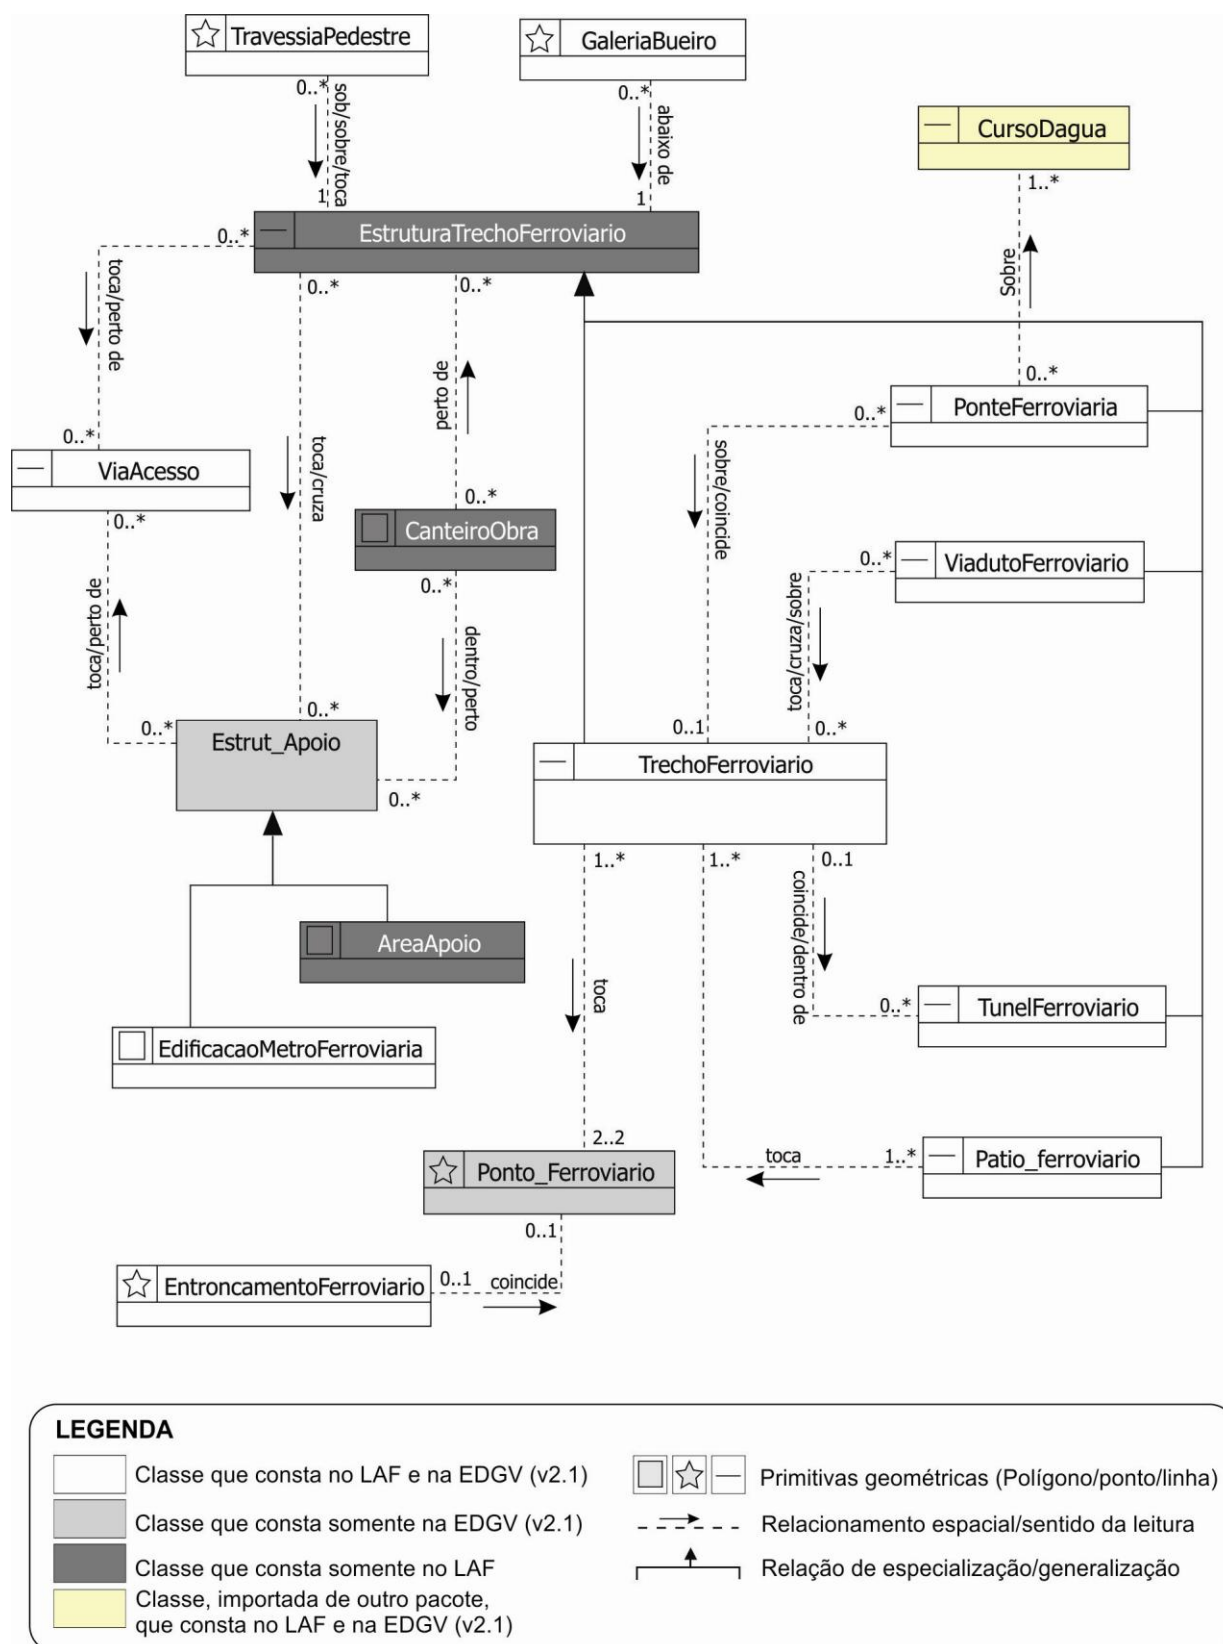 TravessiaPedestre
GaleriaBueiro
0..*
sob/sobre/toca
1
0..*
abaixo de
1
CursoDagua
1..*
Sobre
0..*
EstruturaTrechoFerroviario
0..*
toca/perto de
0..*
0..*
toca/cruza
0..*
0..*
perto de
0..*
PonteFerroviaria
0..*
sobre/coincide
0..1
ViaAcesso
0..*
toca/perto de
0..*
CanteiroObra
0..*
dentro/perto
0..*
ViadutoFerroviario
0..*
toca/cruza/sobre
0..*
Estrut_Apoio
TrechoFerroviario
1..*
1..*
0..1
toca
coincide/dentro de
AreaApoio
EdificacaoMetroFerroviaria
0..*
TunelFerroviario
2..2
Ponto_Ferroviario
toca
1..*
Patio_ferroviario
0..1
EntroncamentoFerroviario
0..1
coincide
LEGENDA
Classe que consta no LAF e na EDGV (v2.1)
Classe que consta somente na EDGV (v2.1)
Classe que consta somente no LAF
Classe, importada de outro pacote,
que consta no LAF e na EDGV (v2.1)
Primitivas geométricas (Polígono/ponto/linha)
Relacionamento espacial/sentido da leitura
Relação de especialização/generalização